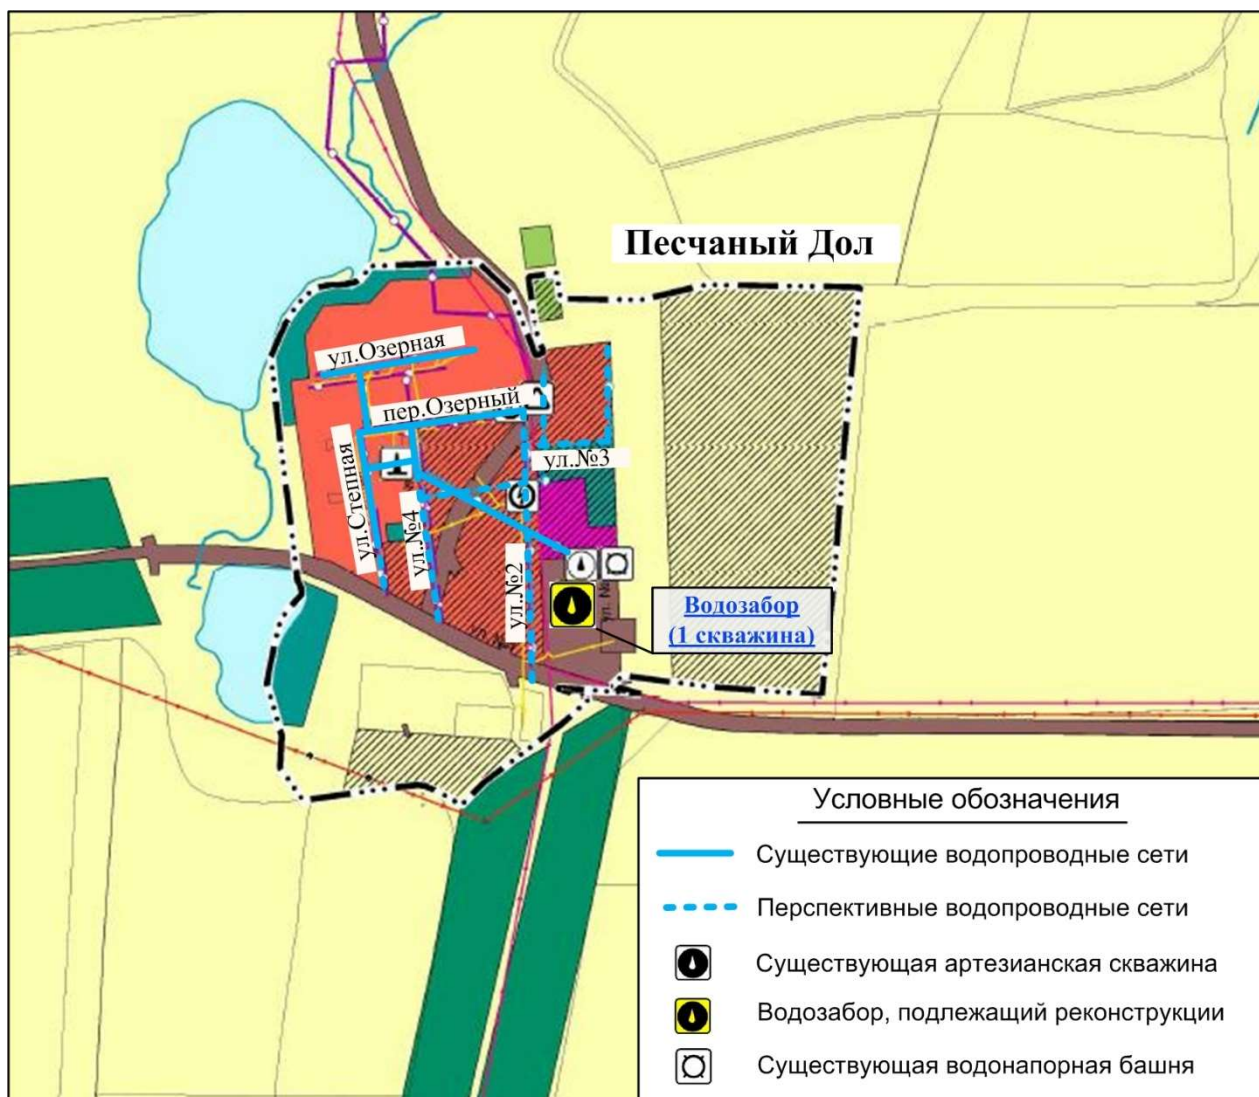 Песчаный Дол
ул.Озерная
пер.Озерный
ул.Степная
ул.№3
ул.№4
ул.№2
Водозабор
(1 скважина)
Условные обозначения
Существующие водопроводные сети
Перспективные водопроводные сети
Существующая артезианская скважина
Водозабор, подлежащий реконструкции
Существующая водонапорная башня